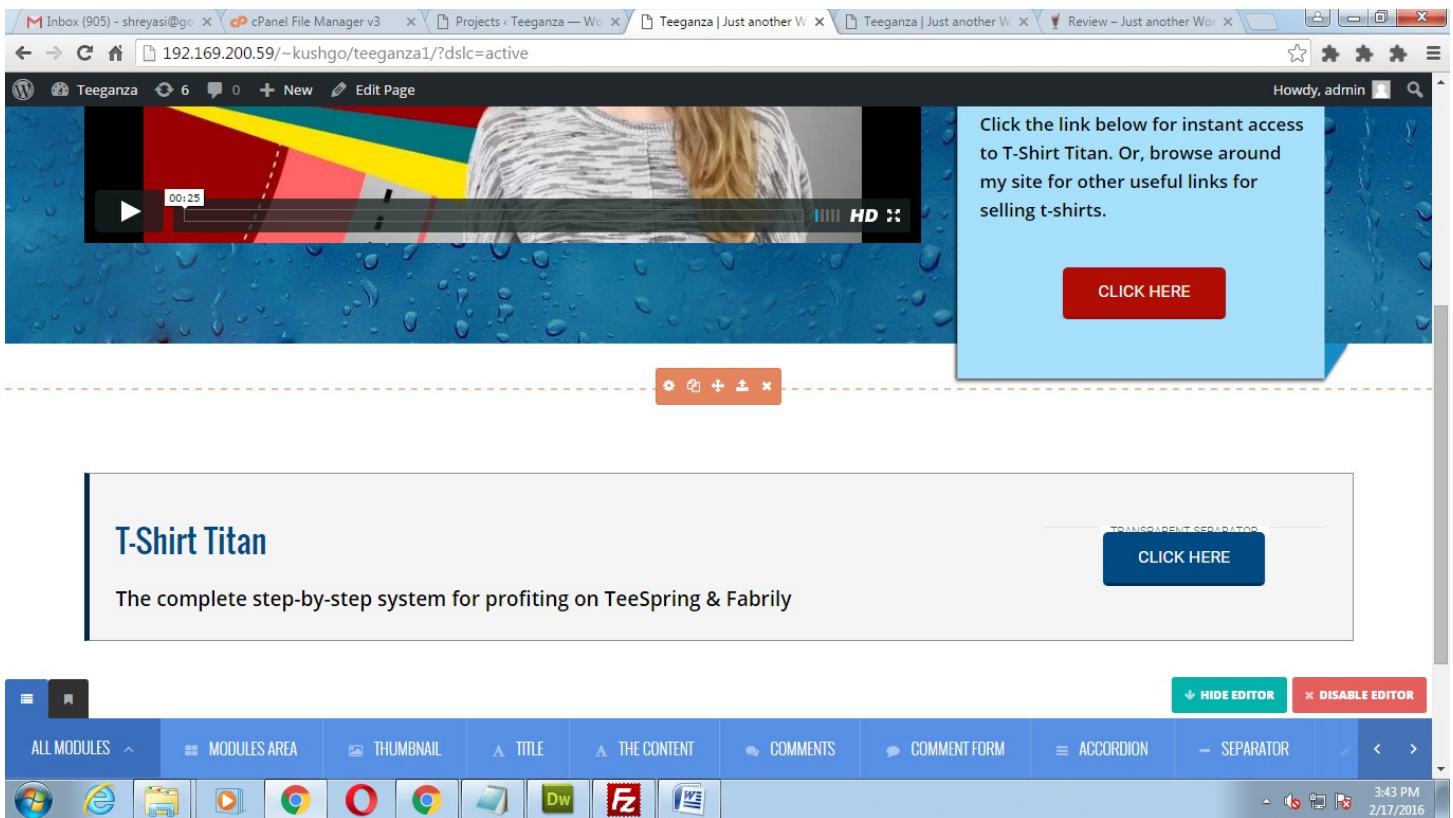 Inbox (905) - shreyasi@go
cPanel File Manager v3
Projects ‹ Teeganza — Wo
Teeganza | Just another W
Teeganza | Just another W
Review – Just another Wor
192.169.200.59/~kushgo/teeganza1/?dslc=active
Teeganza 6 0 + New Edit Page Howdy, admin
Click the link below for instant access
to T-Shirt Titan. Or, browse around
my site for other useful links for
selling t-shirts.
00:25
HD
CLICK HERE
T-Shirt Titan
TRANSPARENT SEPARATOR
CLICK HERE
The complete step-by-step system for profiting on TeeSpring & Fabrily
HIDE EDITOR
DISABLE EDITOR
ALL MODULES
MODULES AREA
THUMBNAIL
TITLE
THE CONTENT
COMMENTS
COMMENT FORM
ACCORDION
SEPARATOR
Dw
Fz
3:43 PM
2/17/2016